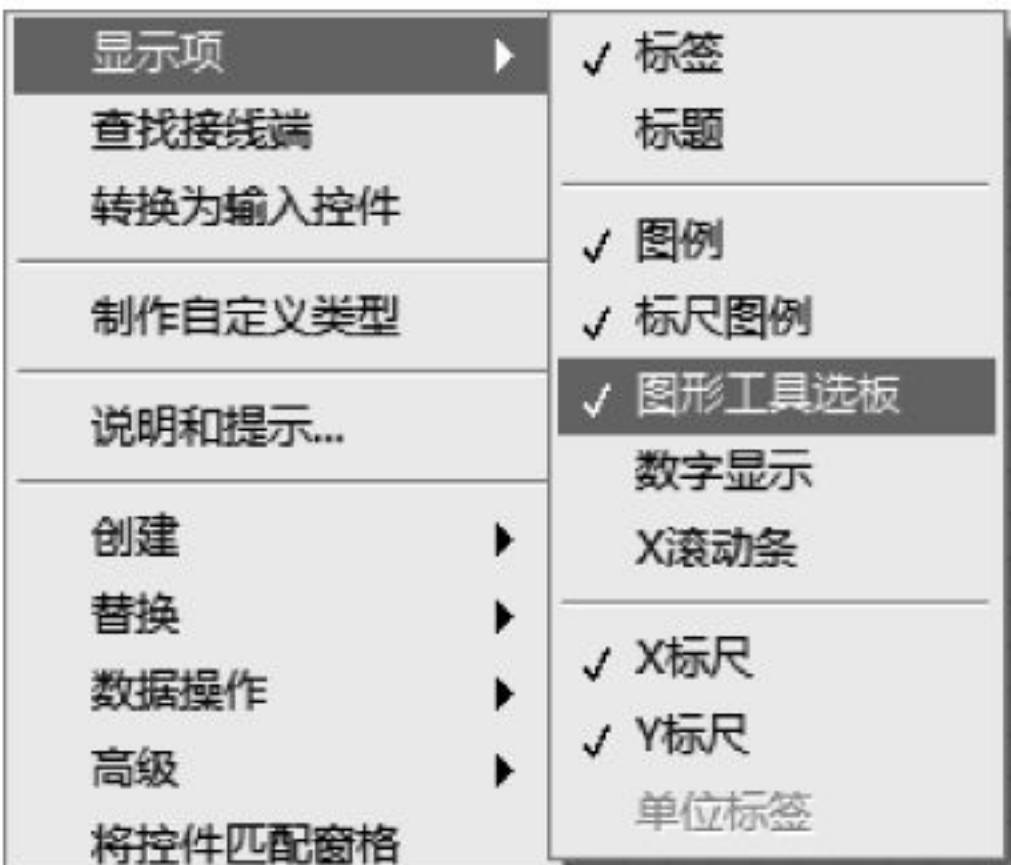 显示项
查找接线端
转换为输入控件
制作自定义类型
说明和提示...
创建
替换
数据操作
高级
将控件匹配窗格
标签
标题
图例
标尺图例
图形工具选板
数字显示
X滚动条
X标尺
Y标尺
单位标签